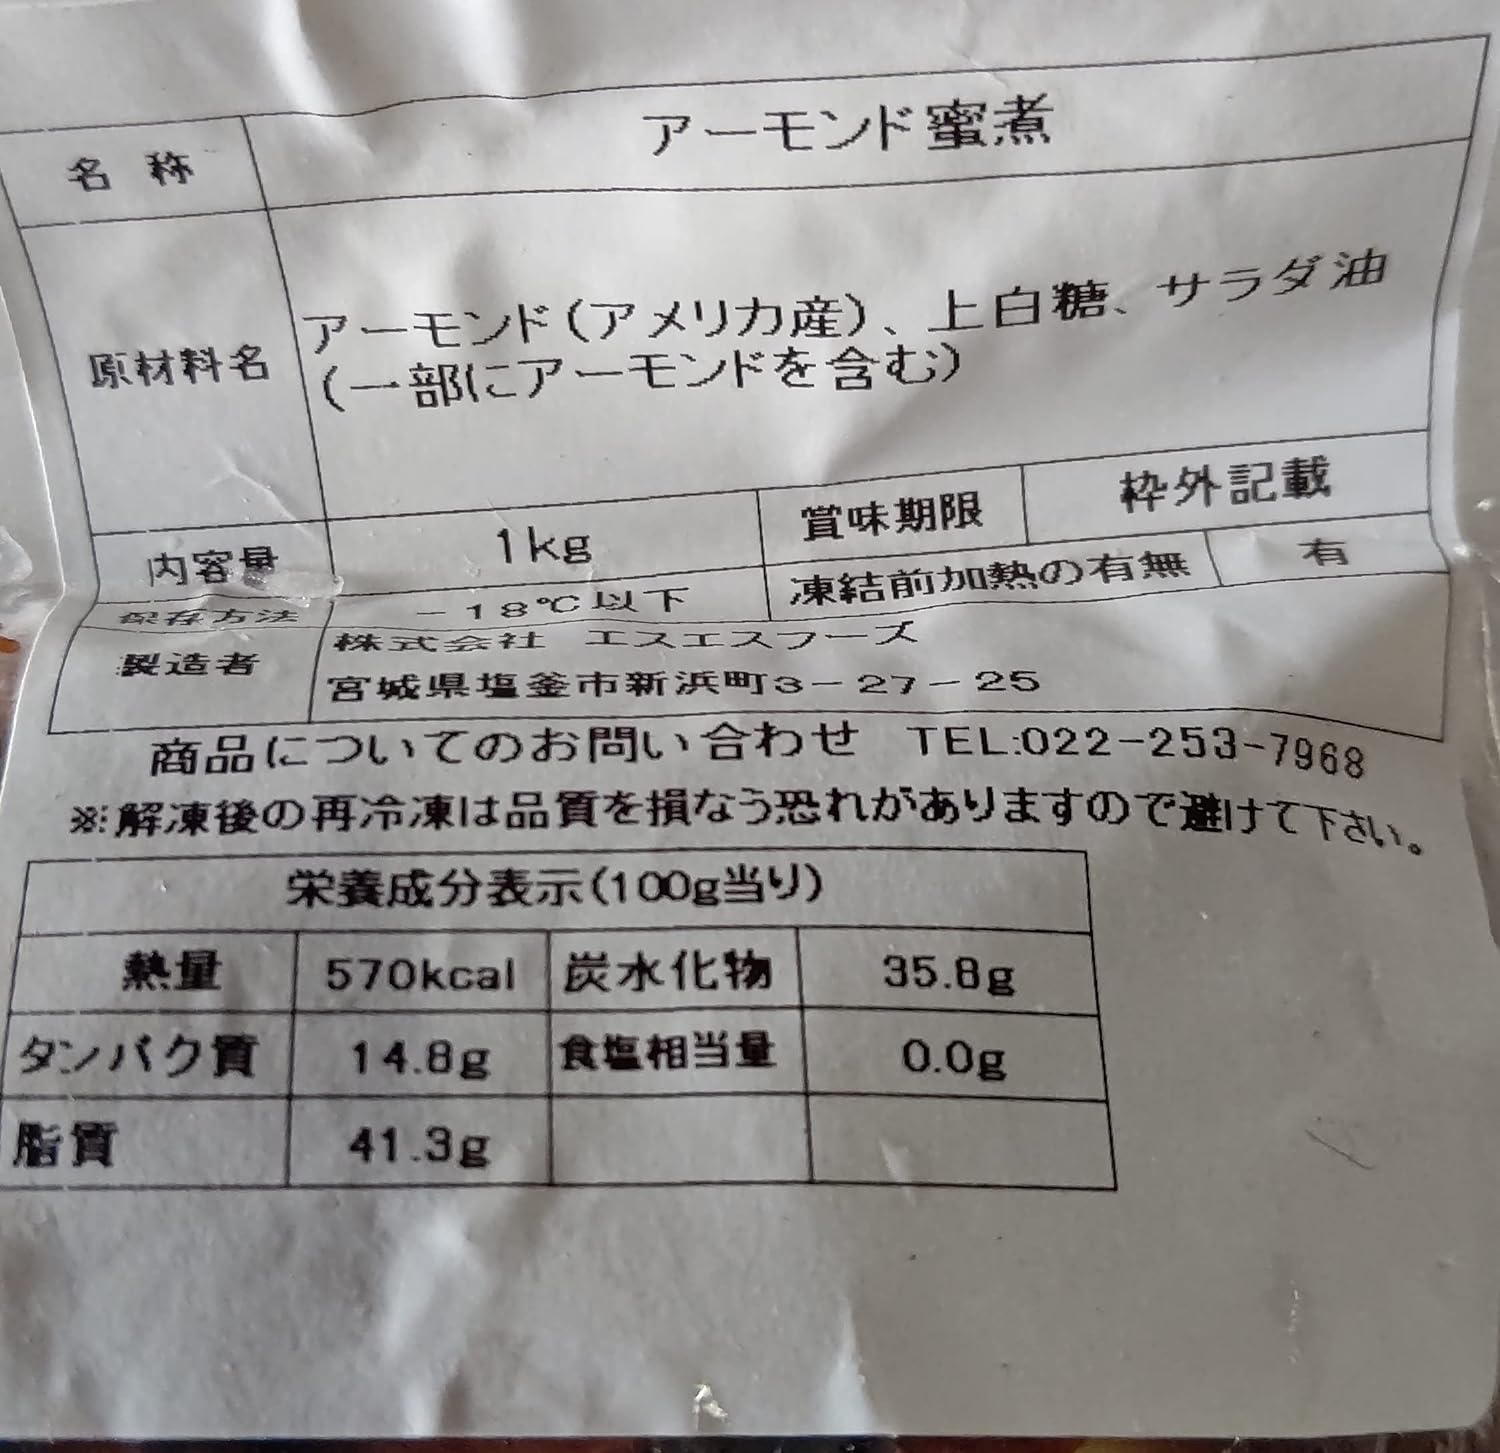 名 称 アーモンド蜜煮
原材料名 アーモンド(アメリカ産)、上白糖、サラダ油
(一部にアーモンドを含む)
内容量 1kg 賞味期限 枠外記載
保存方法 -18℃以下 凍結前加熱の有無 有
製造者 株式会社 エスエスフーズ
宮城県塩釜市新浜町3-27-25
商品についてのお問い合わせ TEL:022-253-7968
※解凍後の再冷凍は品質を損なう恐れがありますので避けて下さい。
栄養成分表示(100g当り)
熱量 570kcal 炭水化物 35.8g
タンパク質 14.8g 食塩相当量 0.0g
脂質 41.3g